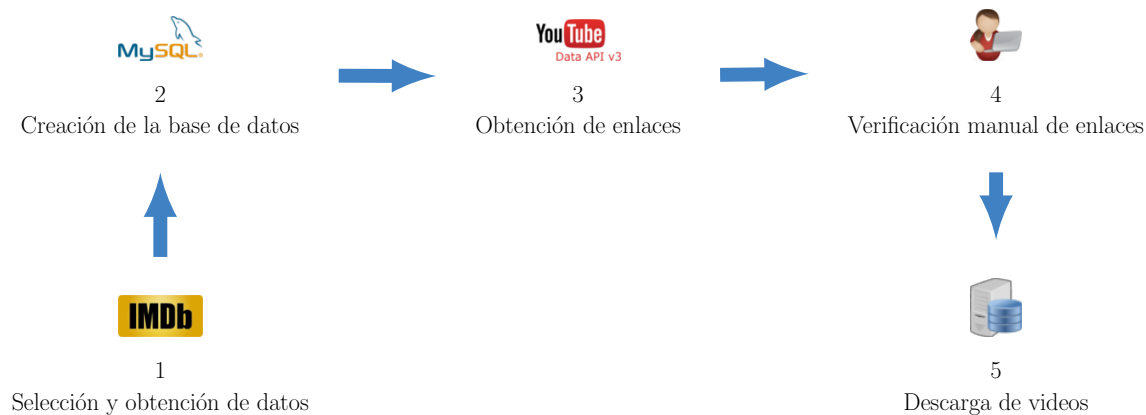 MySQL
YouTube
Data API v3
2
3
4
Creación de la base de datos
Obtención de enlaces
Verificación manual de enlaces
IMDb
1
5
Selección y obtención de datos
Descarga de videos